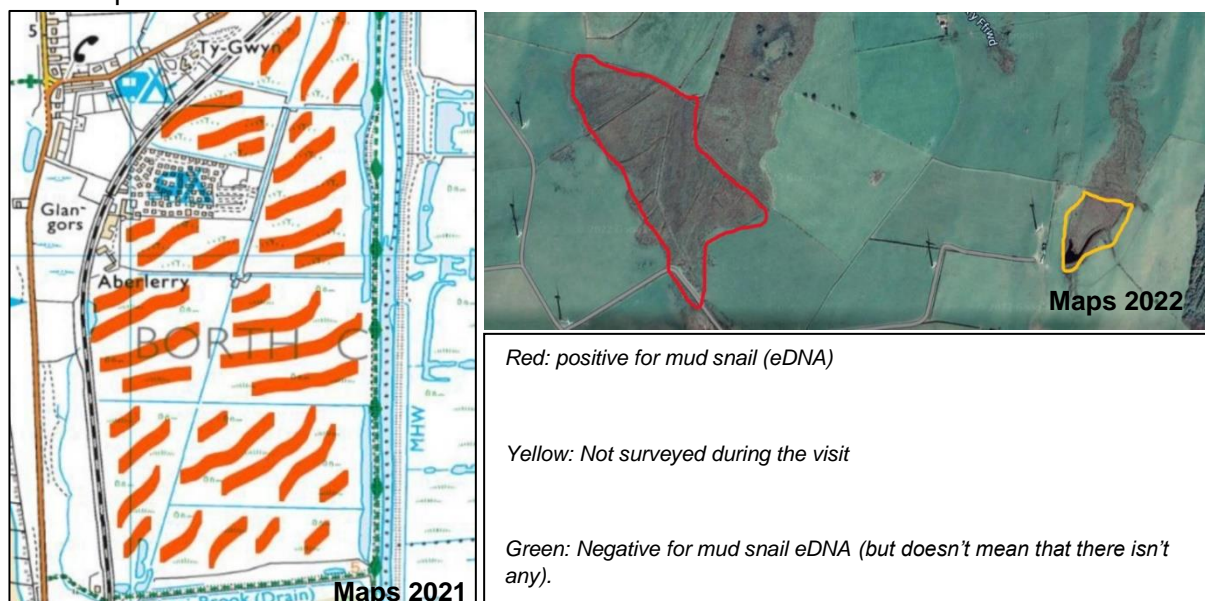 5
Ty-Gwyn
Glan-
gors
Aberlerry
BORTH C
MHW
Brook (Drain)
Maps 2021
y Ffrwd
Maps 2022
Red: positive for mud snail (eDNA)
Yellow: Not surveyed during the visit
Green: Negative for mud snail eDNA (but doesn’t mean that there isn’t
any).